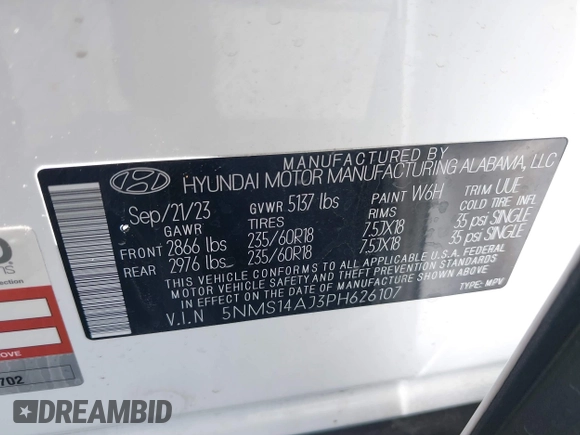 MANUFACTURED BY
HYUNDAI MOTOR MANUFACTURING ALABAMA, LLC
Sep/21/23 GVWR 5137 lbs PAINT W6H TRIM UUE
GAWR TIRES RIMS COLD TIRE INFL.
FRONT 2866 lbs 235/60R18 7.5JX18 35 psi SINGLE
REAR 2976 lbs 235/60R18 7.5JX18 35 psi SINGLE
THIS VEHICLE CONFORMS TO ALL APPLICABLE U.S.A. FEDERAL
MOTOR VEHICLE SAFETY STANDARDS
IN EFFECT ON THE DATE OF MANUFACTURE SHOWN ABOVE.
V.I.N 5NMS14AJ3PH626107 TYPE: MPV
ection
OVE
702
DREAMBID